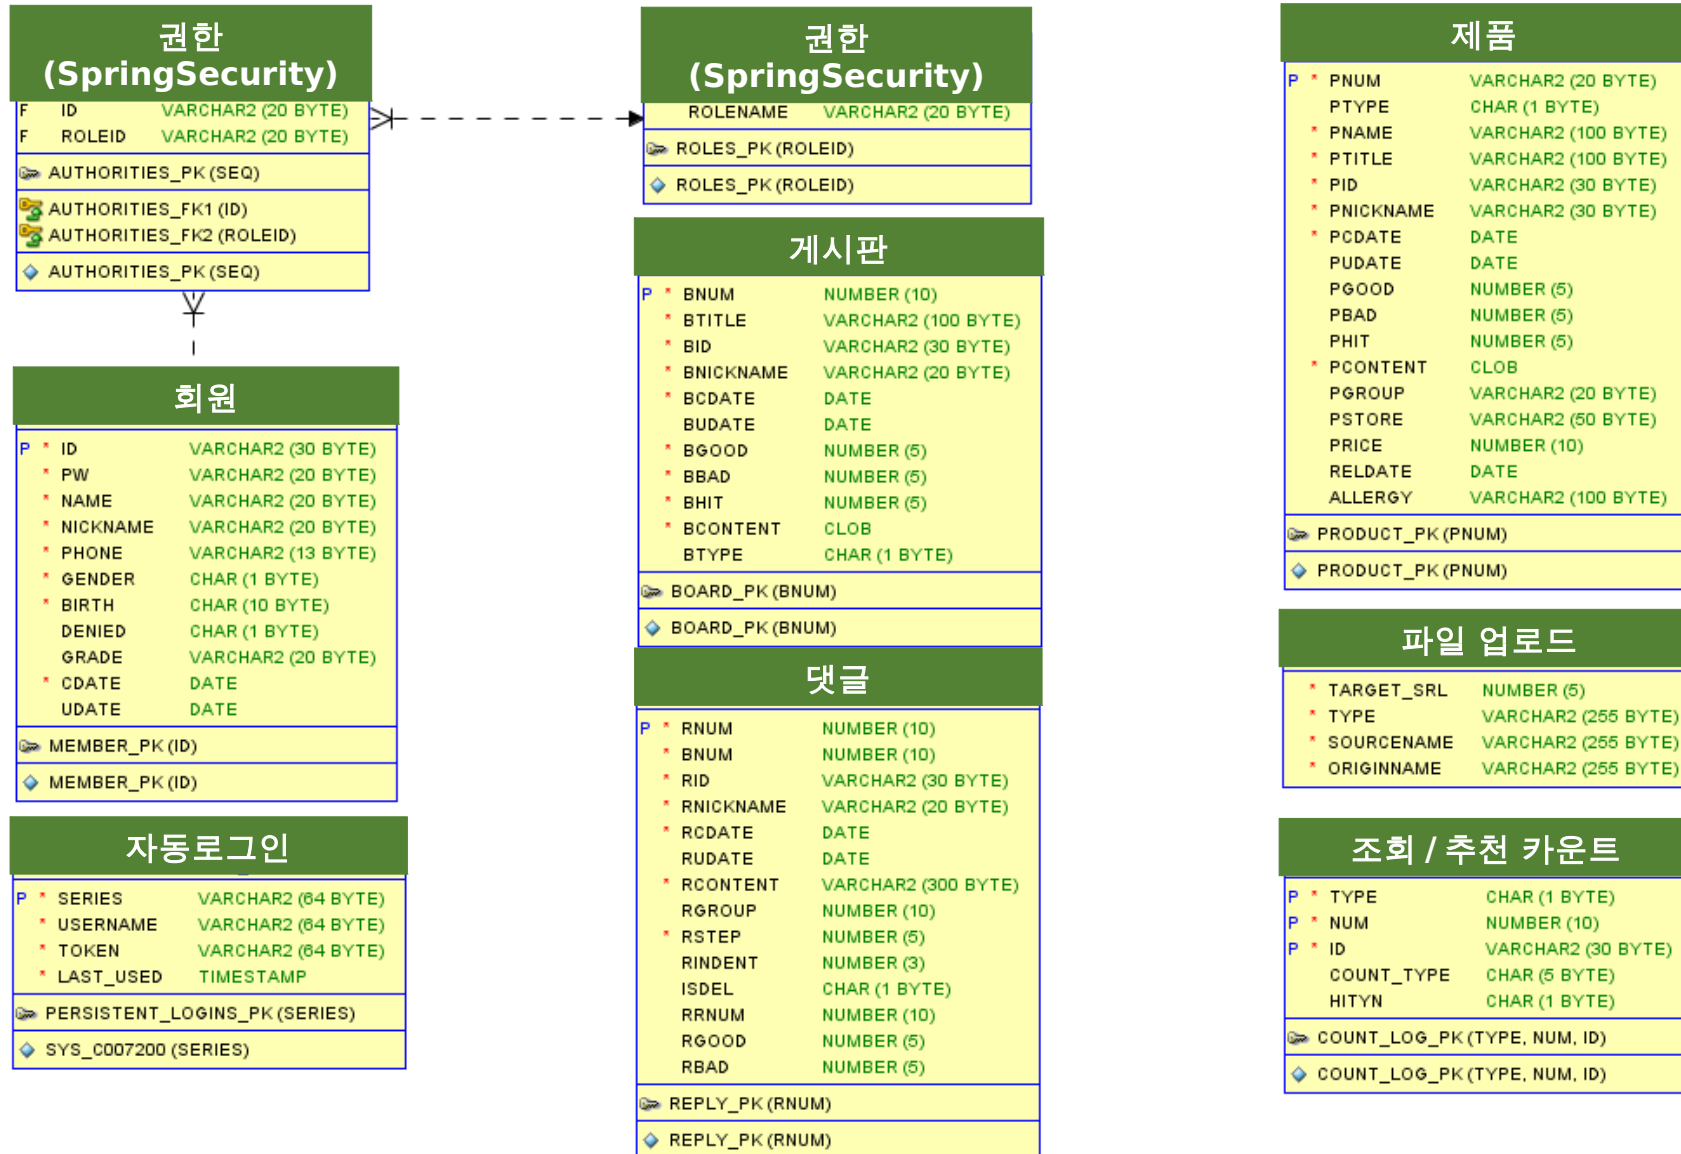 권한
(SpringSecurity)
F ID VARCHAR2 (20 BYTE)
F ROLEID VARCHAR2 (20 BYTE)
AUTHORITIES_PK (SEQ)
AUTHORITIES_FK1 (ID)
AUTHORITIES_FK2 (ROLEID)
AUTHORITIES_PK (SEQ)
회원
P * ID VARCHAR2 (30 BYTE)
* PW VARCHAR2 (20 BYTE)
* NAME VARCHAR2 (20 BYTE)
* NICKNAME VARCHAR2 (20 BYTE)
* PHONE VARCHAR2 (13 BYTE)
* GENDER CHAR (1 BYTE)
* BIRTH CHAR (10 BYTE)
DENIED CHAR (1 BYTE)
GRADE VARCHAR2 (20 BYTE)
* CDATE DATE
UDATE DATE
MEMBER_PK (ID)
MEMBER_PK (ID)
자동로그인
P * SERIES VARCHAR2 (64 BYTE)
* USERNAME VARCHAR2 (64 BYTE)
* TOKEN VARCHAR2 (64 BYTE)
* LAST_USED TIMESTAMP
PERSISTENT_LOGINS_PK (SERIES)
SYS_C007200 (SERIES)
권한
(SpringSecurity)
ROLENAME VARCHAR2 (20 BYTE)
ROLES_PK (ROLEID)
ROLES_PK (ROLEID)
게시판
P * BNUM NUMBER (10)
* BTITLE VARCHAR2 (100 BYTE)
* BID VARCHAR2 (30 BYTE)
* BNICKNAME VARCHAR2 (20 BYTE)
* BCDATE DATE
BUDATE DATE
* BGOOD NUMBER (5)
* BBAD NUMBER (5)
* BHIT NUMBER (5)
* BCONTENT CLOB
BTYPE CHAR (1 BYTE)
BOARD_PK (BNUM)
BOARD_PK (BNUM)
댓글
P * RNUM NUMBER (10)
* BNUM NUMBER (10)
* RID VARCHAR2 (30 BYTE)
* RNICKNAME VARCHAR2 (20 BYTE)
* RCDATE DATE
RUDATE DATE
* RCONTENT VARCHAR2 (300 BYTE)
RGROUP NUMBER (10)
* RSTEP NUMBER (5)
RINDENT NUMBER (3)
ISDEL CHAR (1 BYTE)
RRNUM NUMBER (10)
RGOOD NUMBER (5)
RBAD NUMBER (5)
REPLY_PK (RNUM)
REPLY_PK (RNUM)
제품
P * PNUM VARCHAR2 (20 BYTE)
PTYPE CHAR (1 BYTE)
* PNAME VARCHAR2 (100 BYTE)
* PTITLE VARCHAR2 (100 BYTE)
* PID VARCHAR2 (30 BYTE)
* PNICKNAME VARCHAR2 (30 BYTE)
* PCDATE DATE
PUDATE DATE
PGOOD NUMBER (5)
PBAD NUMBER (5)
PHIT NUMBER (5)
* PCONTENT CLOB
PGROUP VARCHAR2 (20 BYTE)
PSTORE VARCHAR2 (50 BYTE)
PRICE NUMBER (10)
RELDATE DATE
ALLERGY VARCHAR2 (100 BYTE)
PRODUCT_PK (PNUM)
PRODUCT_PK (PNUM)
파일 업로드
* TARGET_SRL NUMBER (5)
* TYPE VARCHAR2 (255 BYTE)
* SOURCENAME VARCHAR2 (255 BYTE)
* ORIGINNAME VARCHAR2 (255 BYTE)
조회 / 추천 카운트
P * TYPE CHAR (1 BYTE)
P * NUM NUMBER (10)
P * ID VARCHAR2 (30 BYTE)
COUNT_TYPE CHAR (5 BYTE)
HITYN CHAR (1 BYTE)
COUNT_LOG_PK (TYPE, NUM, ID)
COUNT_LOG_PK (TYPE, NUM, ID)